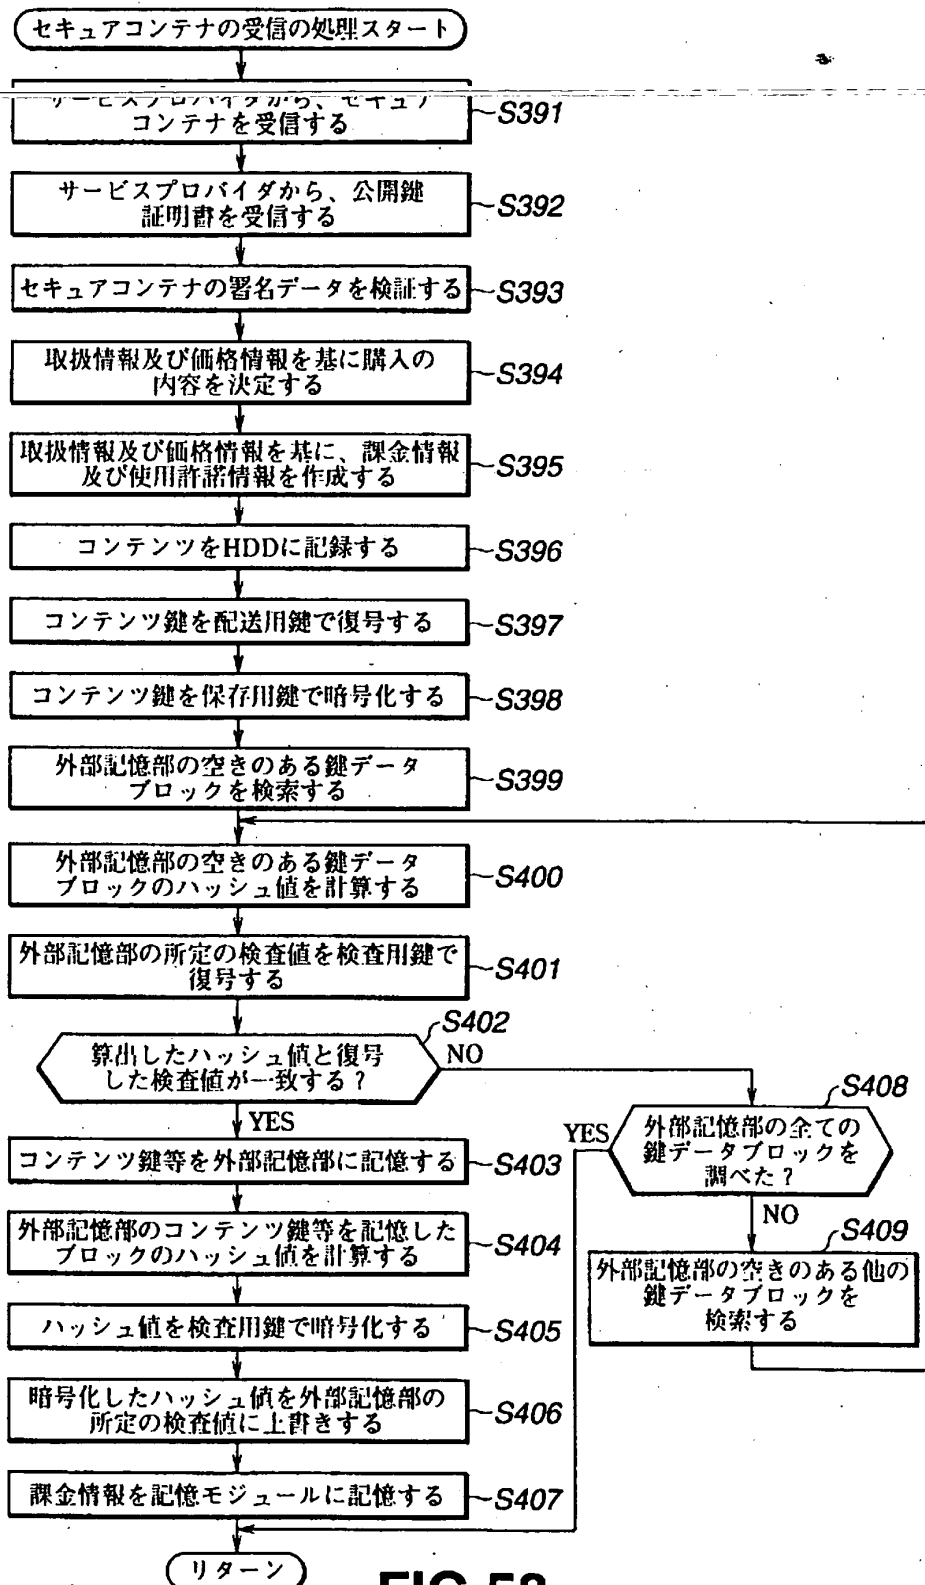 セキュアコンテナの受信の処理スタート
サービスプロバイダから、セキュア
コンテナを受信する
S391
サービスプロバイダから、公開鍵
証明書を受信する
S392
セキュアコンテナの署名データを検証する
S393
取扱情報及び価格情報を基に購入の
内容を決定する
S394
取扱情報及び価格情報を基に、課金情報
及び使用許諾情報を作成する
S395
コンテンツをHDDに記録する
S396
コンテンツ鍵を配送用鍵で復号する
S397
コンテンツ鍵を保存用鍵で暗号化する
S398
外部記憶部の空きのある鍵データ
ブロックを検索する
S399
外部記憶部の空きのある鍵データ
ブロックのハッシュ値を計算する
S400
外部記憶部の所定の検査値を検査用鍵で
復号する
S401
S402
算出したハッシュ値と復号
した検査値が一致する?
NO
YES
S408
外部記憶部の全ての
鍵データブロックを
調べた?
YES
NO
コンテンツ鍵等を外部記憶部に記憶する
S403
外部記憶部のコンテンツ鍵等を記憶した
ブロックのハッシュ値を計算する
S404
S409
外部記憶部の空きのある他の
鍵データブロックを
検索する
ハッシュ値を検査用鍵で暗号化する
S405
暗号化したハッシュ値を外部記憶部の
所定の検査値に上書きする
S406
課金情報を記憶モジュールに記憶する
S407
リターン
FIG.58